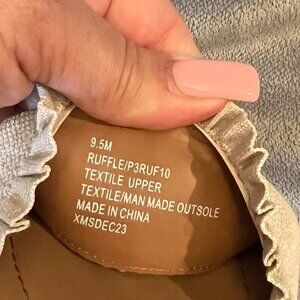 9.5M
RUFFLE/P3RUF10
TEXTILE UPPER
TEXTILE/MAN MADE OUTSOLE
MADE IN CHINA
XMSDEC23